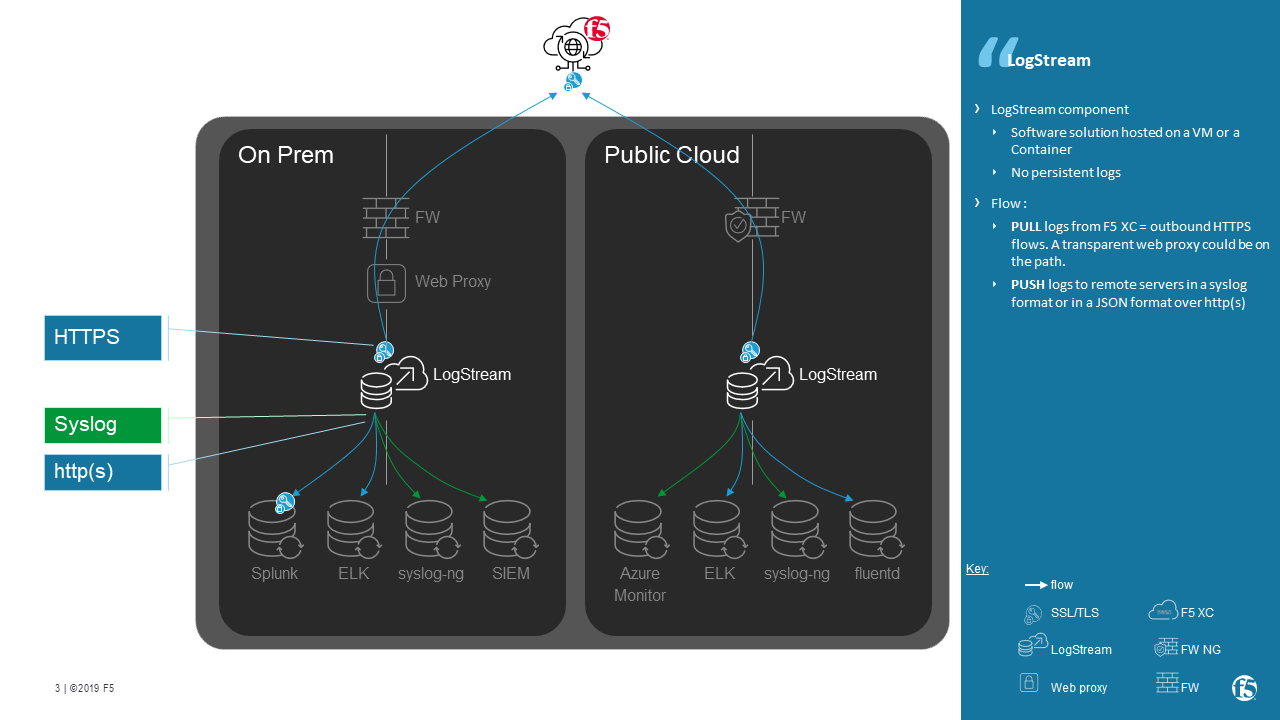 f5
On Prem
Public Cloud
FW
FW
Web Proxy
HTTPS
LogStream
LogStream
Syslog
http(s)
Splunk
ELK
syslog-ng
SIEM
Azure
Monitor
ELK
syslog-ng
fluentd
3 | ©2019 F5
“LogStream
› LogStream component
Software solution hosted on a VM or a
Container
No persistent logs
› Flow :
PULL logs from F5 XC = outbound HTTPS
flows. A transparent web proxy could be on
the path.
PUSH logs to remote servers in a syslog
format or in a JSON format over http(s)
Key:
flow
SSL/TLS
F5 XC
LogStream
FW NG
Web proxy
FW
f5